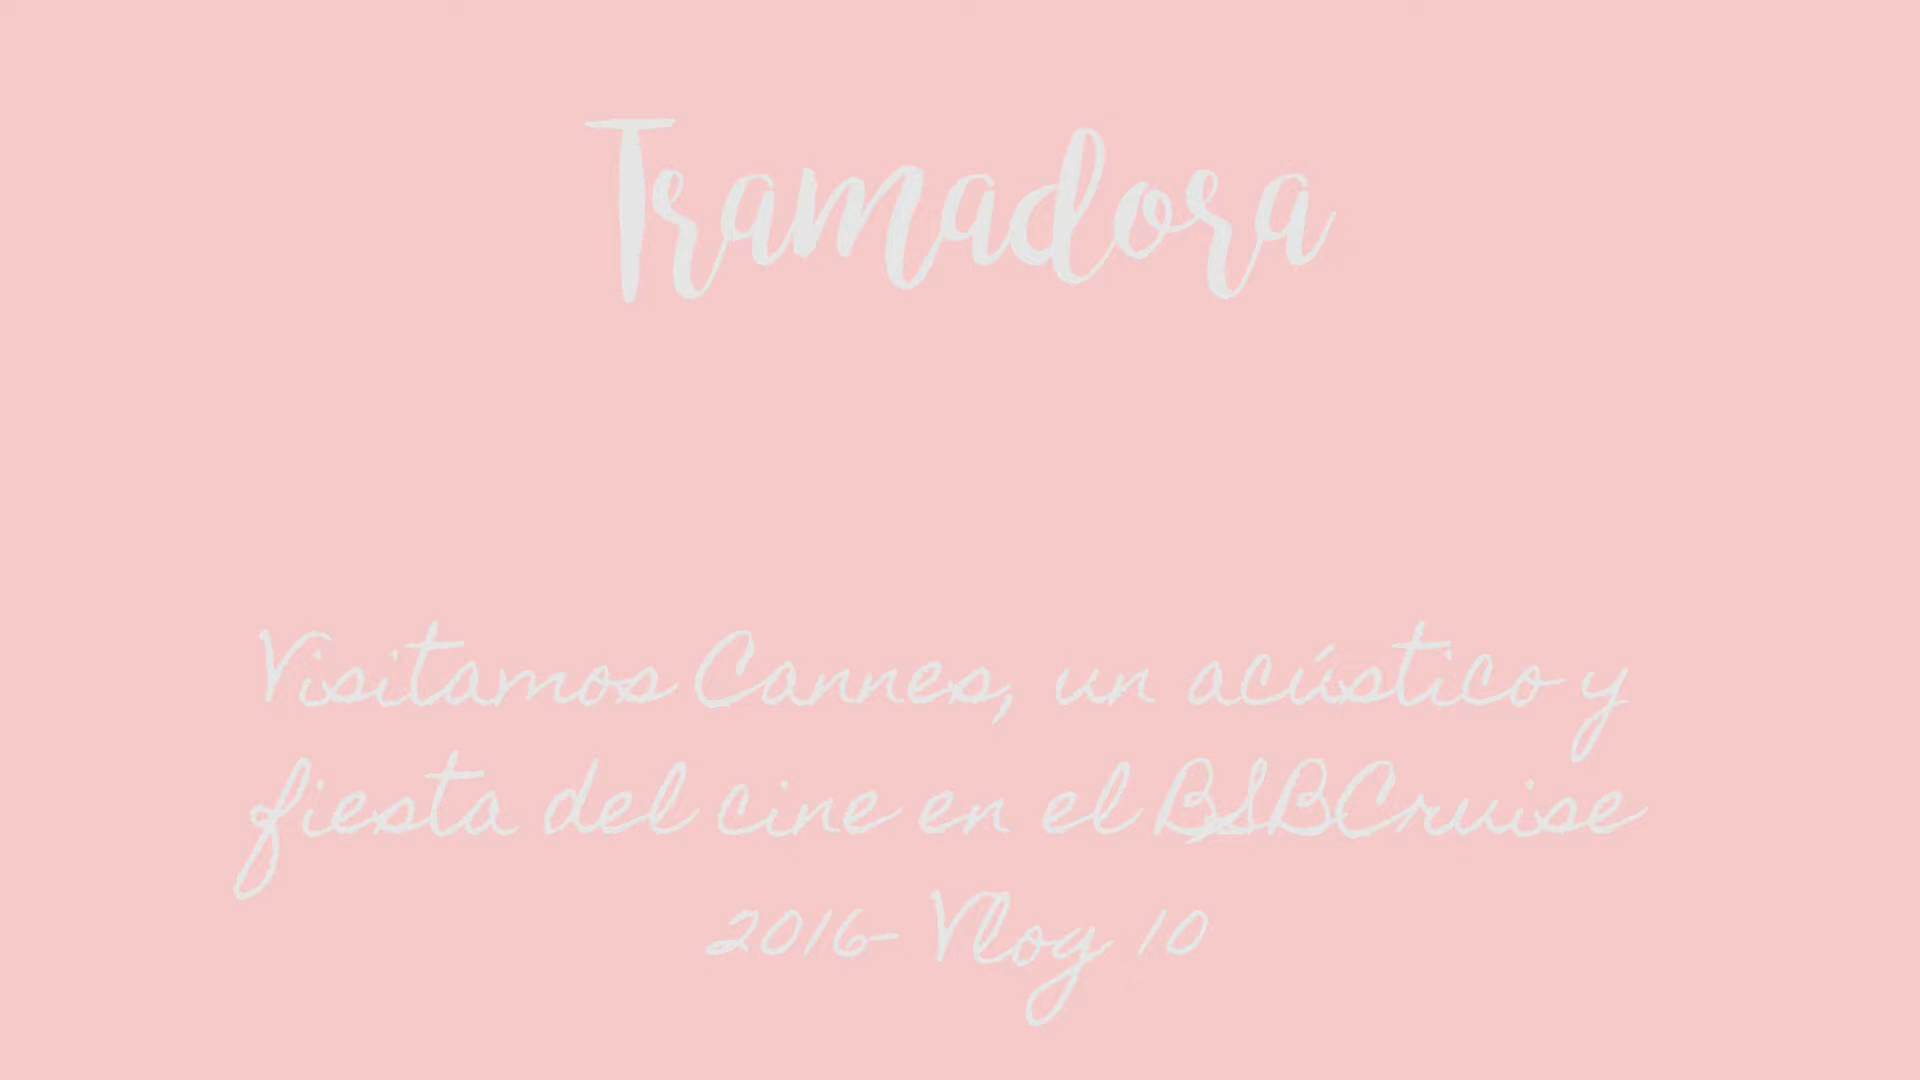 Tramadora
Visitamos Cannes, un acústico y
fiesta del cine en el BSBCruise
2016- Vlog 10